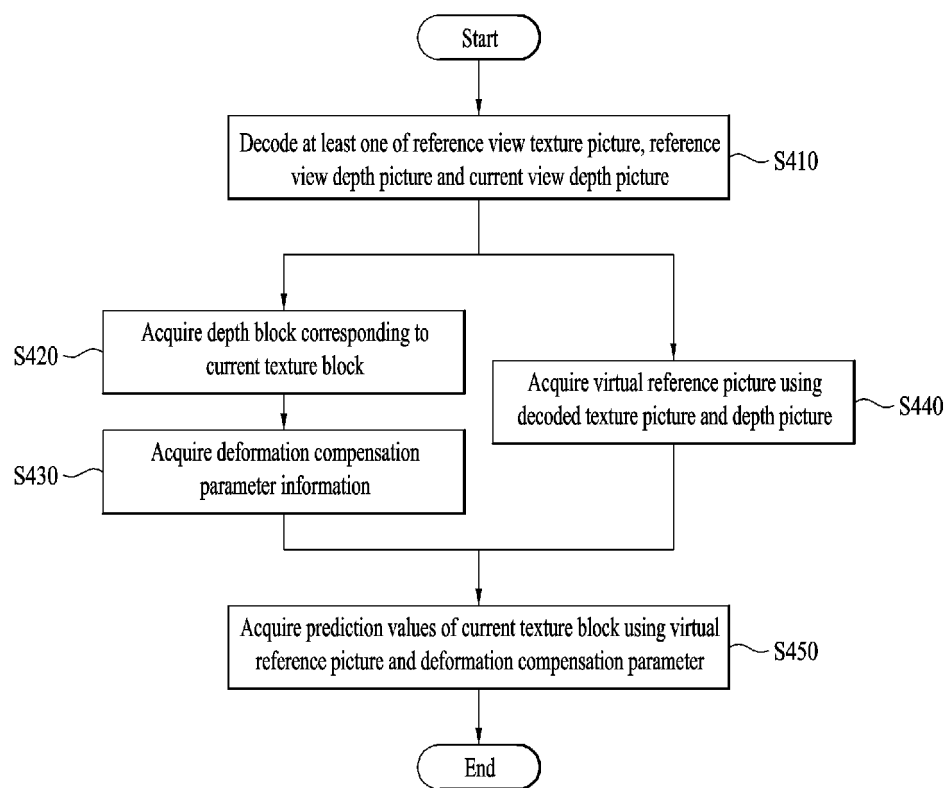 Start
Decode at least one of reference view texture picture, reference
view depth picture and current view depth picture
S410
Acquire depth block corresponding to
current texture block
S420
Acquire deformation compensation
parameter information
S430
Acquire virtual reference picture using
decoded texture picture and depth picture
S440
Acquire prediction values of current texture block using virtual
reference picture and deformation compensation parameter
S450
End